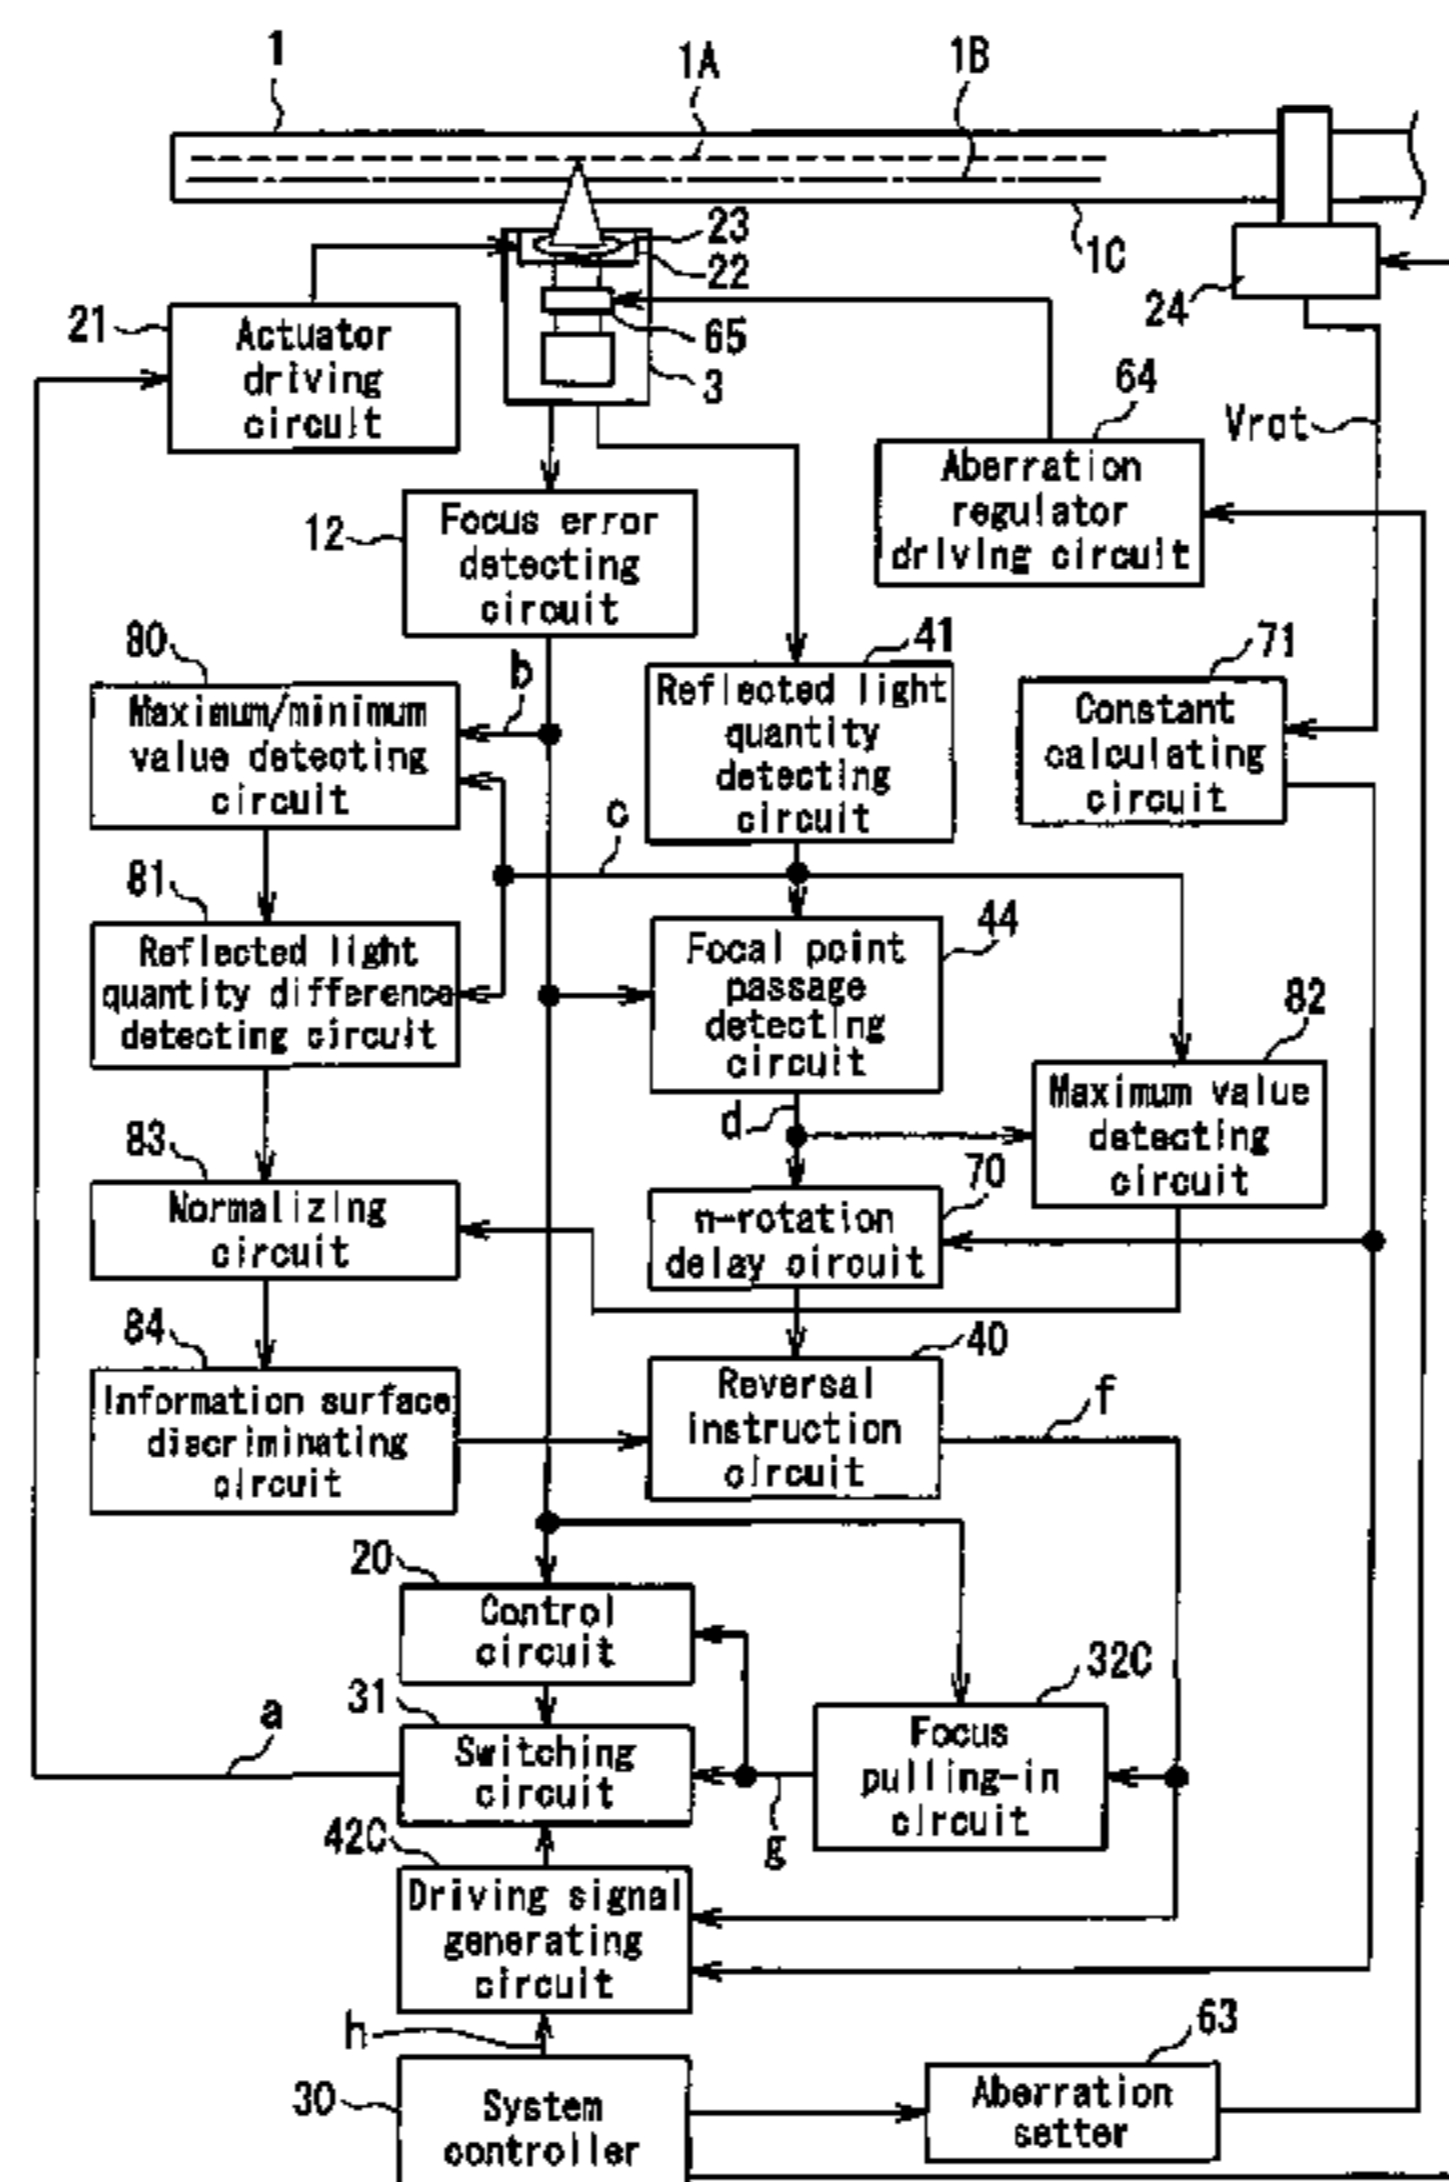 1
1A
1B
23
22
1C
24
21
Actuator
driving
circuit
65
3
64
Vrot
Aberration
regulator
driving circuit
12
Focus error
detecting
circuit
80
b
41
71
Maximum/minimum
value detecting
circuit
Reflected light
quantity
detecting
circuit
Constant
calculating
circuit
c
81
44
Reflected light
quantity difference
detecting circuit
Focal point
passage
detecting
circuit
82
d
Maximum value
detecting
circuit
83
70
Normalizing
circuit
n-rotation
delay circuit
84
40
Information surface
discriminating
circuit
Reversal
instruction
circuit
f
20
Control
circuit
32C
31
a
Switching
circuit
Focus
pulling-in
circuit
g
42C
Driving signal
generating
circuit
h
63
30
System
controller
Aberration
setter